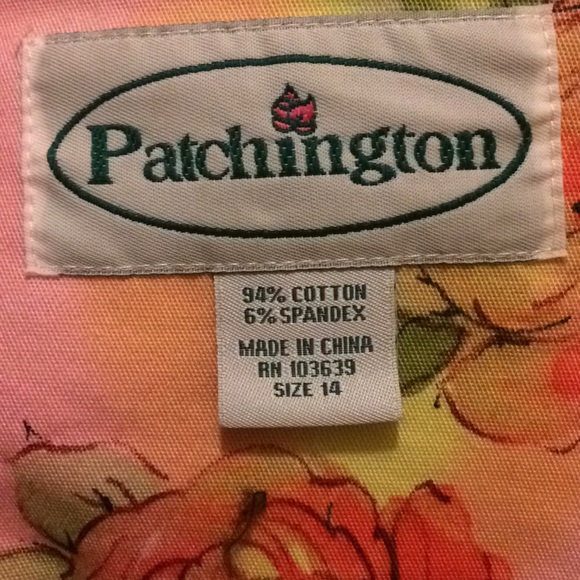 Patchington
94% COTTON
6% SPANDEX
MADE IN CHINA
RN 103639
SIZE 14